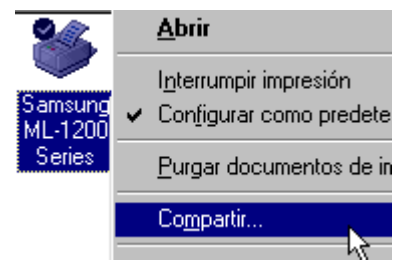 Samsung
ML-1200
Series
Abrir
Interrumpir impresión
Configurar como predete
Purgar documentos de in
Compartir...